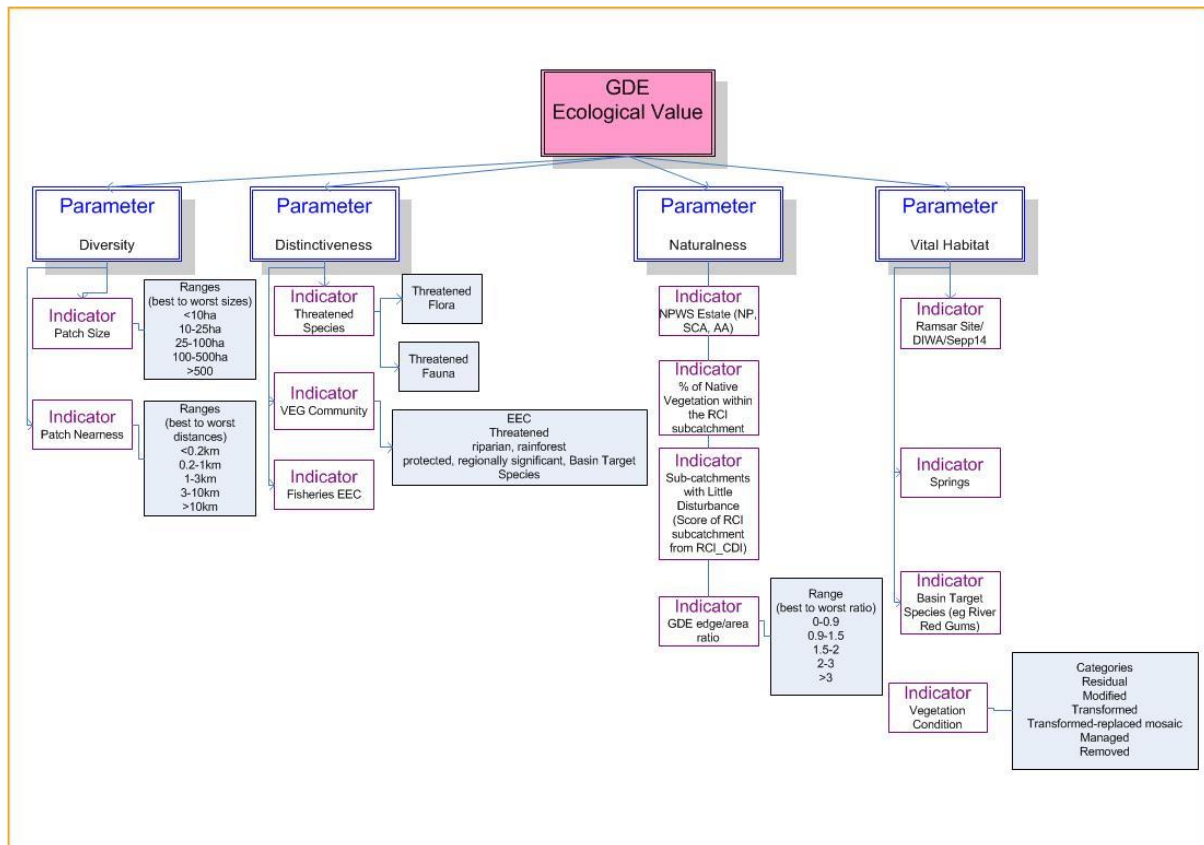 GDE
Ecological Value
Parameter
Diversity
Indicator
Patch Size
Ranges
(best to worst sizes)
<10ha
10-25ha
25-100ha
100-500ha
>500
Indicator
Patch Nearness
Ranges
(best to worst
distances)
<0.2km
0.2-1km
1-3km
3-10km
>10km
Parameter
Distinctiveness
Indicator
Threatened
Species
Threatened
Flora
Threatened
Fauna
Indicator
VEG Community
EEC
Threatened
riparian, rainforest
protected, regionally significant, Basin Target
Species
Indicator
Fisheries EEC
Parameter
Naturalness
Indicator
NPWS Estate (NP,
SCA, AA)
Indicator
% of Native
Vegetation within
the RCI
subcatchment
Indicator
Sub-catchments
with Little
Disturbance
(Score of RCI
subcatchment
from RCI_CDI)
Indicator
GDE edge/area
ratio
Range
(best to worst ratio)
0-0.9
0.9-1.5
1.5-2
2-3
>3
Parameter
Vital Habitat
Indicator
Ramsar Site/
DIWA/Sepp14
Indicator
Springs
Indicator
Basin Target
Species (eg River
Red Gums)
Indicator
Vegetation
Condition
Categories
Residual
Modified
Transformed
Transformed-replaced mosaic
Managed
Removed